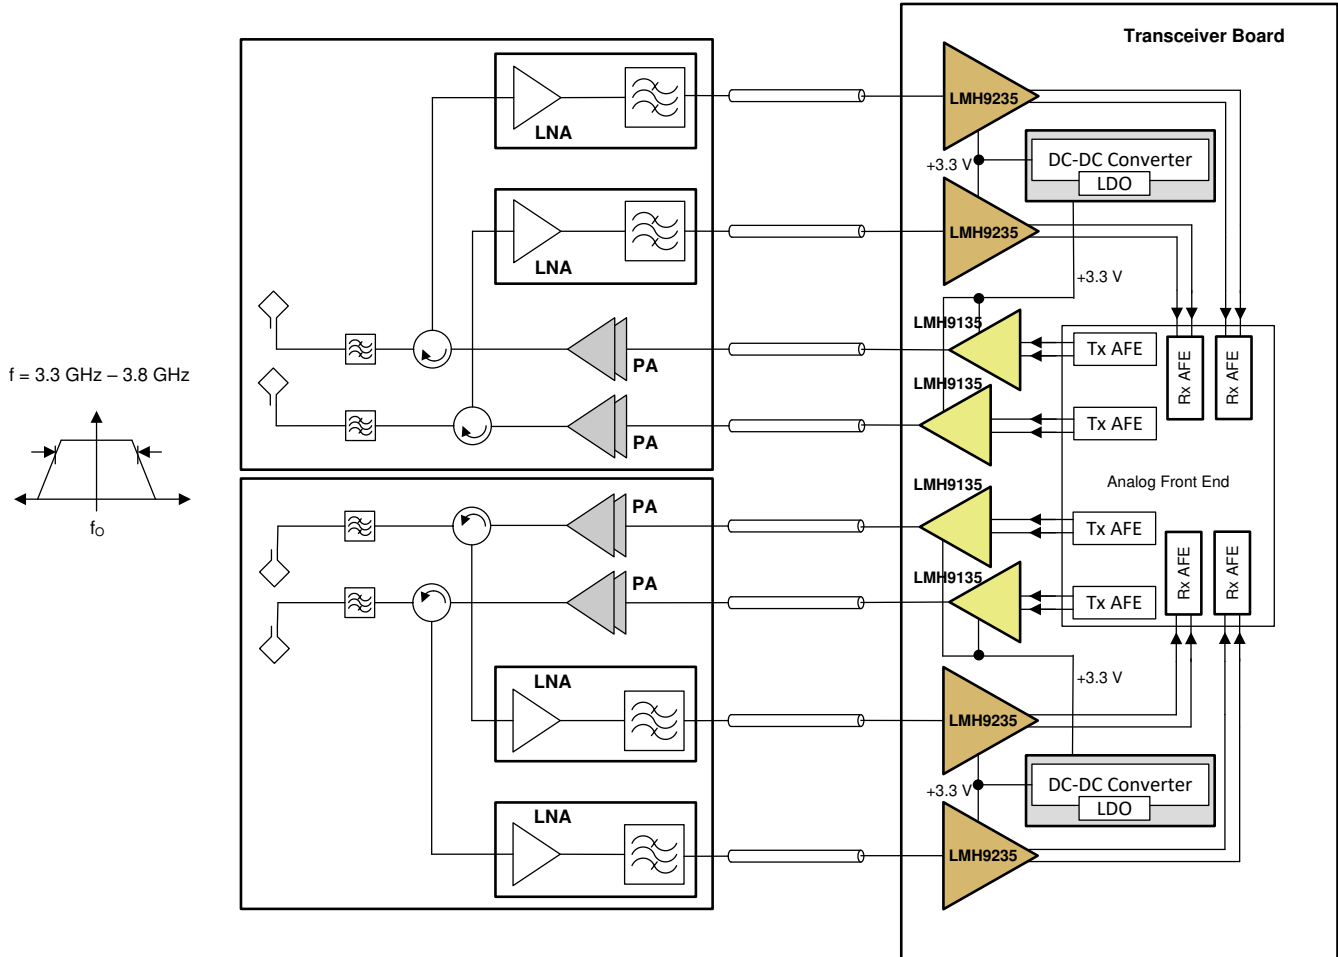 Transceiver Board
LMH9235
LNA
+3.3 V
DC-DC Converter
LDO
LMH9235
LNA
+3.3 V
LMH9135
PA
Tx AFE
Rx AFE
Rx AFE
f = 3.3 GHz – 3.8 GHz
LMH9135
PA
Tx AFE
fO
Analog Front End
LMH9135
PA
Tx AFE
Rx AFE
Rx AFE
LMH9135
PA
Tx AFE
+3.3 V
LNA
LMH9235
DC-DC Converter
LDO
+3.3 V
LNA
LMH9235